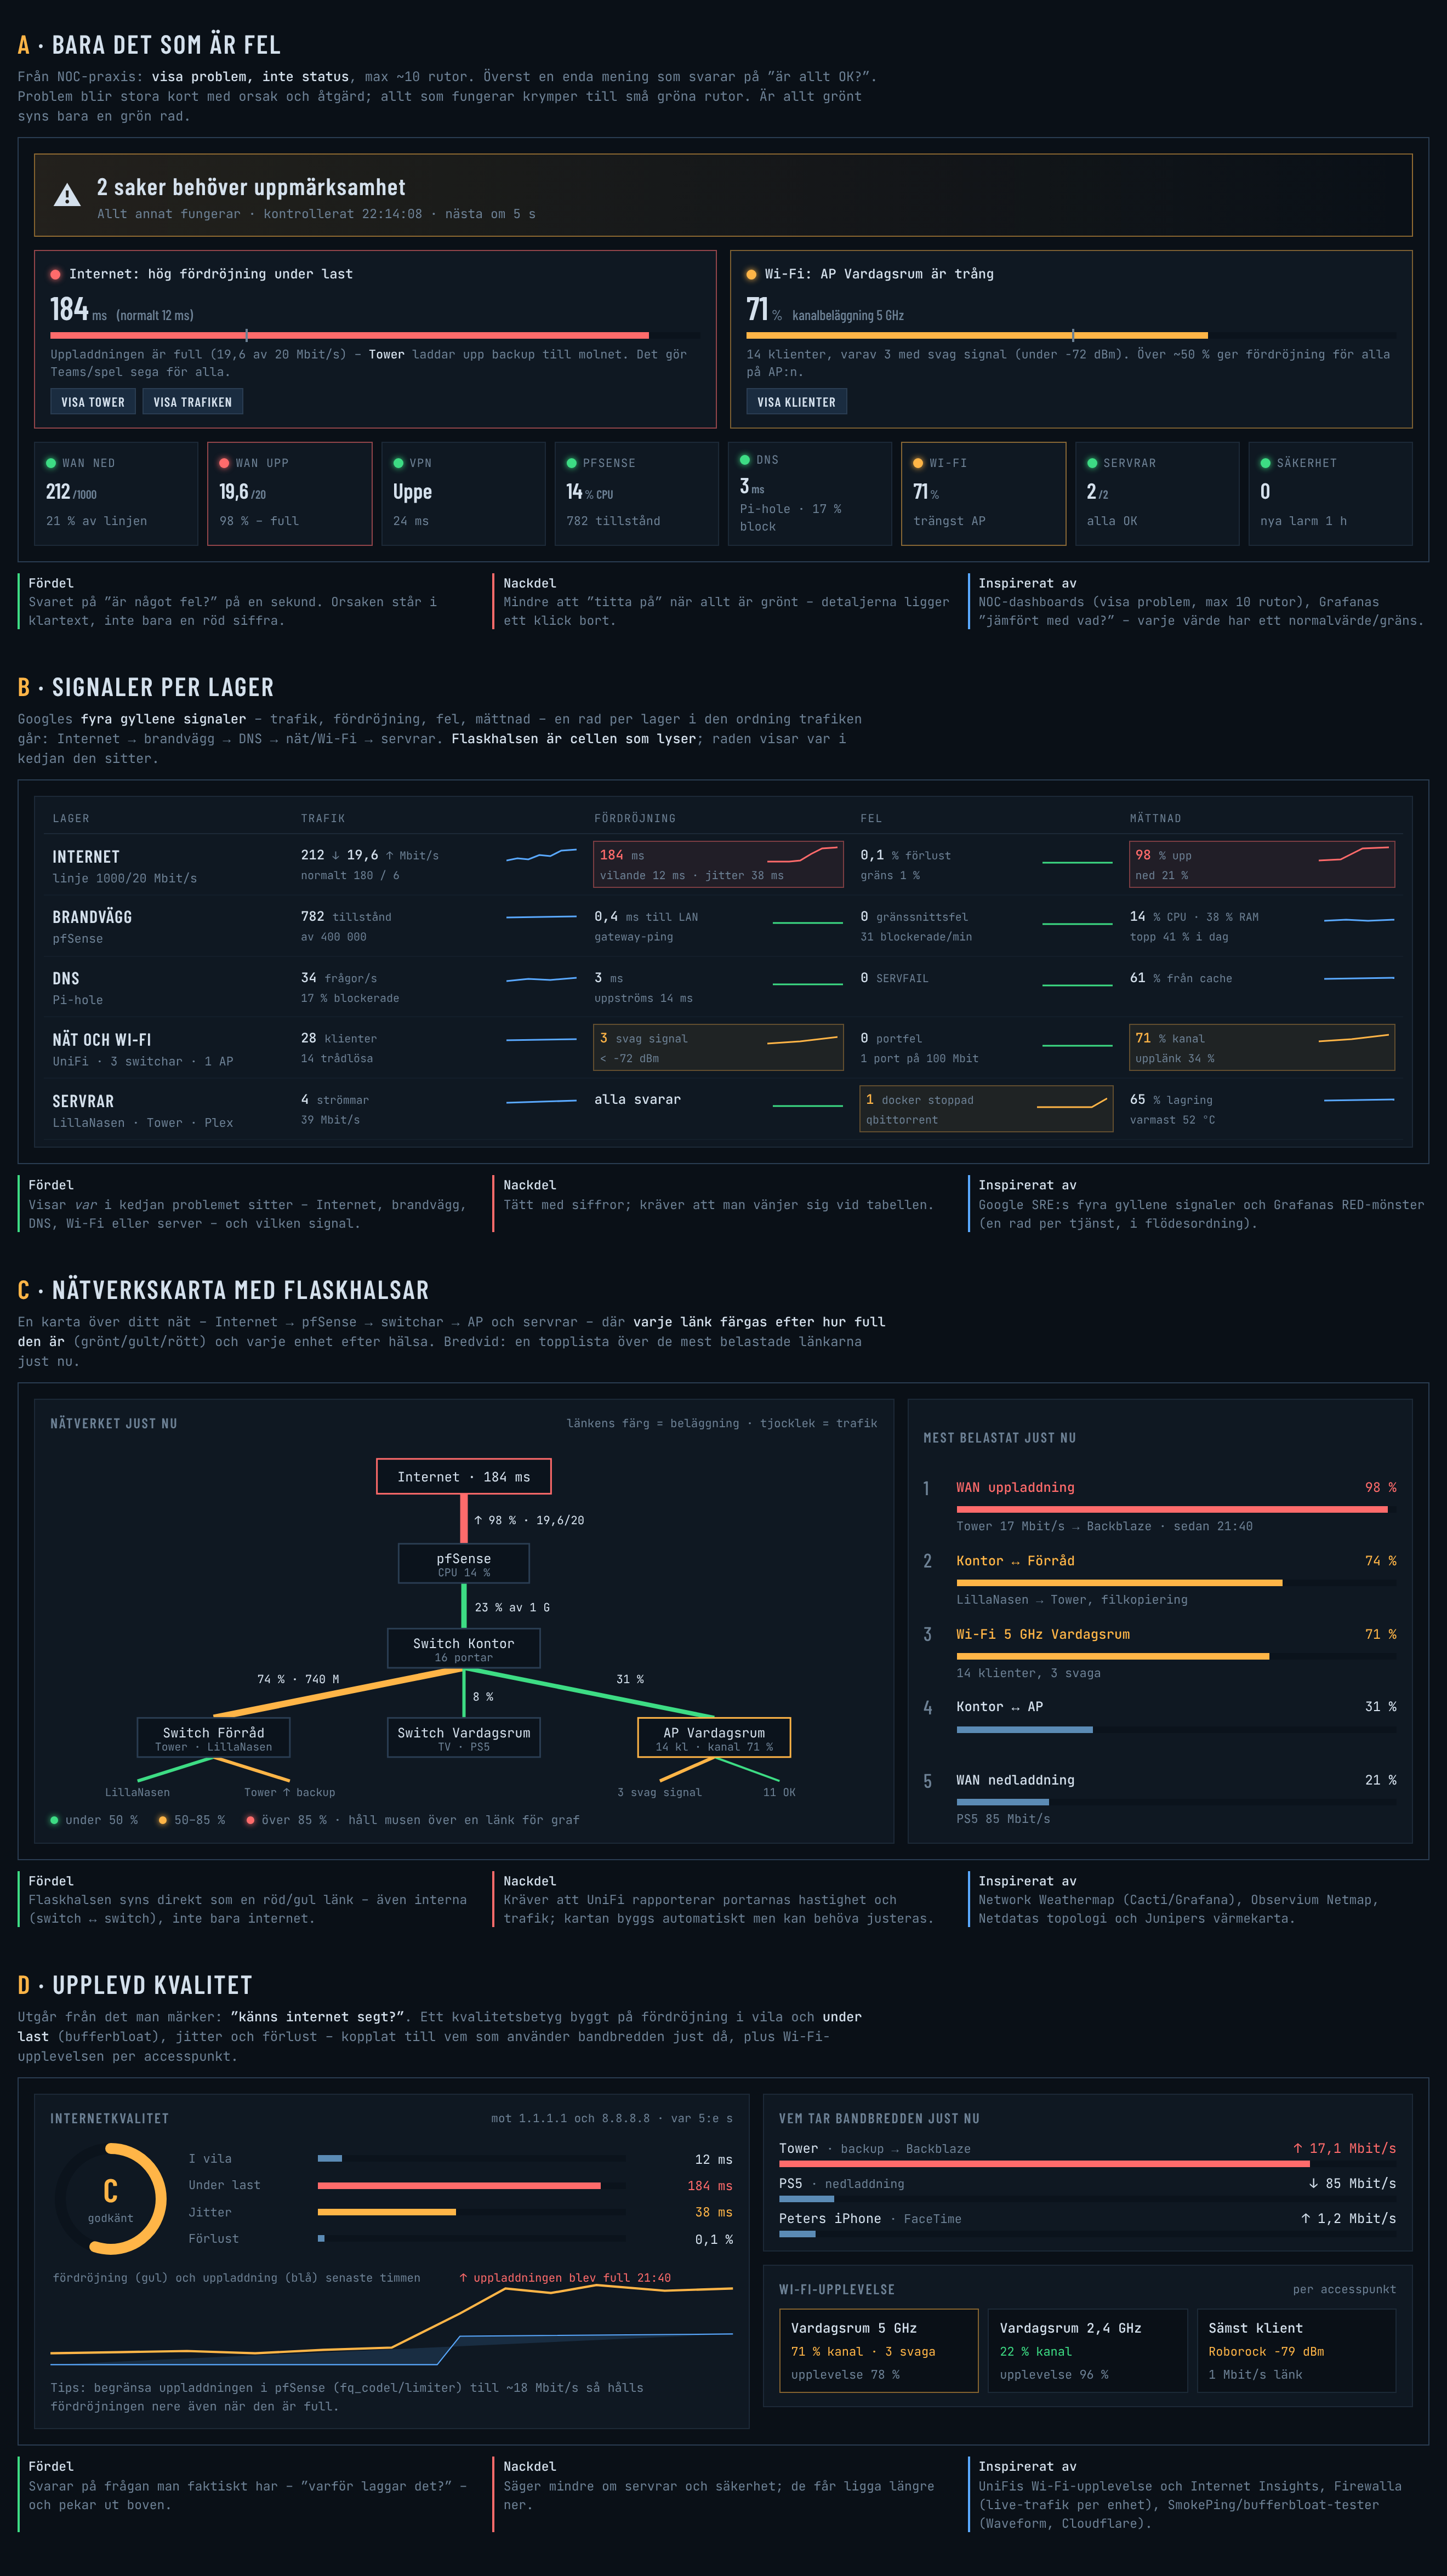 A · BARA DET SOM ÄR FEL
Från NOC-praxis: visa problem, inte status, max ~10 rutor. Överst en enda mening som svarar på ”är allt OK?”.
Problem blir stora kort med orsak och åtgärd; allt som fungerar krymper till små gröna rutor. Är allt grönt
syns bara en grön rad.
2 saker behöver uppmärksamhet
Allt annat fungerar · kontrollerat 22:14:08 · nästa om 5 s
Internet: hög fördröjning under last
184 ms (normalt 12 ms)
Uppladdningen är full (19,6 av 20 Mbit/s) – Tower laddar upp backup till molnet. Det gör
Teams/spel sega för alla.
VISA TOWER VISA TRAFIKEN
Wi-Fi: AP Vardagsrum är trång
71 % kanalbeläggning 5 GHz
14 klienter, varav 3 med svag signal (under -72 dBm). Över ~50 % ger fördröjning för alla
på AP:n.
VISA KLIENTER
WAN NED
212 /1000
21 % av linjen
WAN UPP
19,6 /20
98 % – full
VPN
Uppe
24 ms
PFSENSE
14 % CPU
782 tillstånd
DNS
3 ms
Pi-hole · 17 %
block
WI-FI
71 %
trängst AP
SERVRAR
2 /2
alla OK
SÄKERHET
0
nya larm 1 h
Fördel
Svaret på ”är något fel?” på en sekund. Orsaken står i
klartext, inte bara en röd siffra.
Nackdel
Mindre att ”titta på” när allt är grönt – detaljerna ligger
ett klick bort.
Inspirerat av
NOC-dashboards (visa problem, max 10 rutor), Grafanas
”jämfört med vad?” – varje värde har ett normalvärde/gräns.
B · SIGNALER PER LAGER
Googles fyra gyllene signaler – trafik, fördröjning, fel, mättnad – en rad per lager i den ordning trafiken
går: Internet → brandvägg → DNS → nät/Wi-Fi → servrar. Flaskhalsen är cellen som lyser; raden visar var i
kedjan den sitter.
LAGER TRAFIK FÖRDRÖJNING FEL MÄTTNAD
INTERNET
linje 1000/20 Mbit/s
212 ↓ 19,6 ↑ Mbit/s
normalt 180 / 6
184 ms
vilande 12 ms · jitter 38 ms
0,1 % förlust
gräns 1 %
98 % upp
ned 21 %
BRANDVÄGG
pfSense
782 tillstånd
av 400 000
0,4 ms till LAN
gateway-ping
0 gränssnittsfel
31 blockerade/min
14 % CPU · 38 % RAM
topp 41 % i dag
DNS
Pi-hole
34 frågor/s
17 % blockerade
3 ms
uppströms 14 ms
0 SERVFAIL
61 % från cache
NÄT OCH WI-FI
UniFi · 3 switchar · 1 AP
28 klienter
14 trådlösa
3 svag signal
< -72 dBm
0 portfel
1 port på 100 Mbit
71 % kanal
upplänk 34 %
SERVRAR
LillaNasen · Tower · Plex
4 strömmar
39 Mbit/s
alla svarar
1 docker stoppad
qbittorrent
65 % lagring
varmast 52 °C
Fördel
Visar var i kedjan problemet sitter – Internet, brandvägg,
DNS, Wi-Fi eller server – och vilken signal.
Nackdel
Tätt med siffror; kräver att man vänjer sig vid tabellen.
Inspirerat av
Google SRE:s fyra gyllene signaler och Grafanas RED-mönster
(en rad per tjänst, i flödesordning).
C · NÄTVERKSKARTA MED FLASKHALSAR
En karta över ditt nät – Internet → pfSense → switchar → AP och servrar – där varje länk färgas efter hur full
den är (grönt/gult/rött) och varje enhet efter hälsa. Bredvid: en topplista över de mest belastade länkarna
just nu.
NÄTVERKET JUST NU
länkens färg = beläggning · tjocklek = trafik
Internet · 184 ms
↑ 98 % · 19,6/20
pfSense
CPU 14 %
23 % av 1 G
Switch Kontor
16 portar
74 % · 740 M
8 %
31 %
Switch Förråd
Tower · LillaNasen
Switch Vardagsrum
TV · PS5
AP Vardagsrum
14 kl · kanal 71 %
LillaNasen
Tower ↑ backup
3 svag signal
11 OK
under 50 % 50–85 % över 85 % · håll musen över en länk för graf
MEST BELASTAT JUST NU
1 WAN uppladdning 98 %
Tower 17 Mbit/s → Backblaze · sedan 21:40
2 Kontor ↔ Förråd 74 %
LillaNasen → Tower, filkopiering
3 Wi-Fi 5 GHz Vardagsrum 71 %
14 klienter, 3 svaga
4 Kontor ↔ AP 31 %
5 WAN nedladdning 21 %
PS5 85 Mbit/s
Fördel
Flaskhalsen syns direkt som en röd/gul länk – även interna
(switch ↔ switch), inte bara internet.
Nackdel
Kräver att UniFi rapporterar portarnas hastighet och
trafik; kartan byggs automatiskt men kan behöva justeras.
Inspirerat av
Network Weathermap (Cacti/Grafana), Observium Netmap,
Netdatas topologi och Junipers värmekarta.
D · UPPLEVD KVALITET
Utgår från det man märker: ”känns internet segt?”. Ett kvalitetsbetyg byggt på fördröjning i vila och under
last (bufferbloat), jitter och förlust – kopplat till vem som använder bandbredden just då, plus Wi-Fi-
upplevelsen per accesspunkt.
INTERNETKVALITET
mot 1.1.1.1 och 8.8.8.8 · var 5:e s
C
godkänt
I vila 12 ms
Under last 184 ms
Jitter 38 ms
Förlust 0,1 %
fördröjning (gul) och uppladdning (blå) senaste timmen
↑ uppladdningen blev full 21:40
Tips: begränsa uppladdningen i pfSense (fq_codel/limiter) till ~18 Mbit/s så hålls
fördröjningen nere även när den är full.
VEM TAR BANDBREDDEN JUST NU
Tower · backup → Backblaze ↑ 17,1 Mbit/s
PS5 · nedladdning ↓ 85 Mbit/s
Peters iPhone · FaceTime ↑ 1,2 Mbit/s
WI-FI-UPPLEVELSE
per accesspunkt
Vardagsrum 5 GHz
71 % kanal · 3 svaga
upplevelse 78 %
Vardagsrum 2,4 GHz
22 % kanal
upplevelse 96 %
Sämst klient
Roborock -79 dBm
1 Mbit/s länk
Fördel
Svarar på frågan man faktiskt har – ”varför laggar det?” –
och pekar ut boven.
Nackdel
Säger mindre om servrar och säkerhet; de får ligga längre
ner.
Inspirerat av
UniFis Wi-Fi-upplevelse och Internet Insights, Firewalla
(live-trafik per enhet), SmokePing/bufferbloat-tester
(Waveform, Cloudflare).